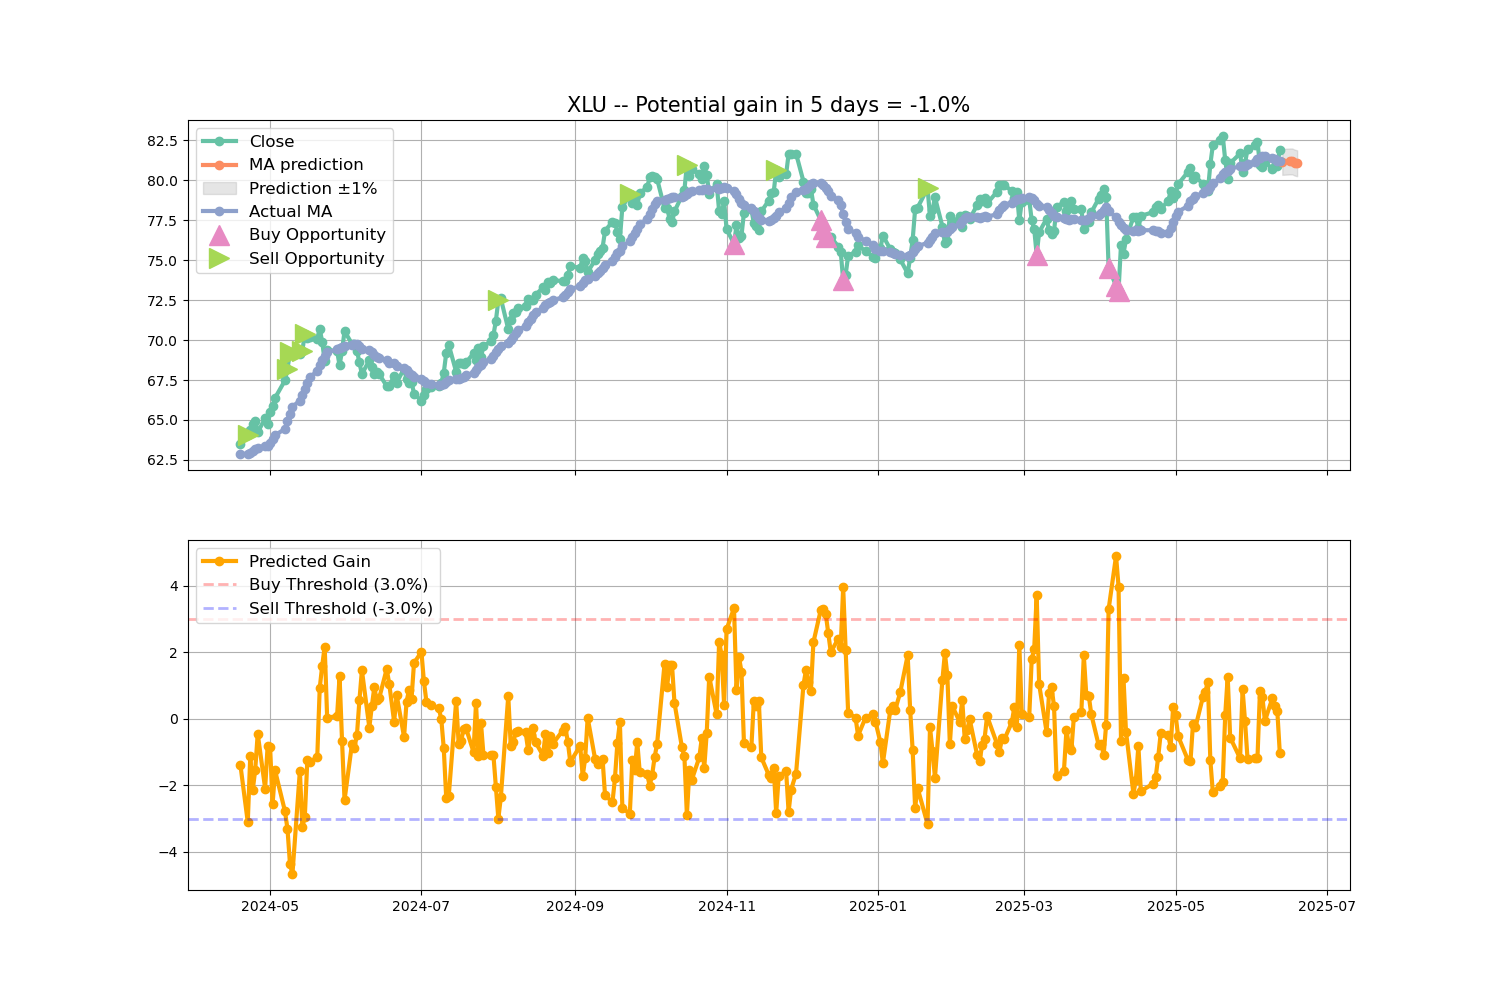 XLU -- Potential gain in 5 days = -1.0%
82.5
80.0
77.5
75.0
72.5
70.0
67.5
65.0
62.5
Close
MA prediction
Prediction ±1%
Actual MA
Buy Opportunity
Sell Opportunity
4
2
0
−2
−4
Predicted Gain
Buy Threshold (3.0%)
Sell Threshold (-3.0%)
2024-05 2024-07 2024-09 2024-11 2025-01 2025-03 2025-05 2025-07